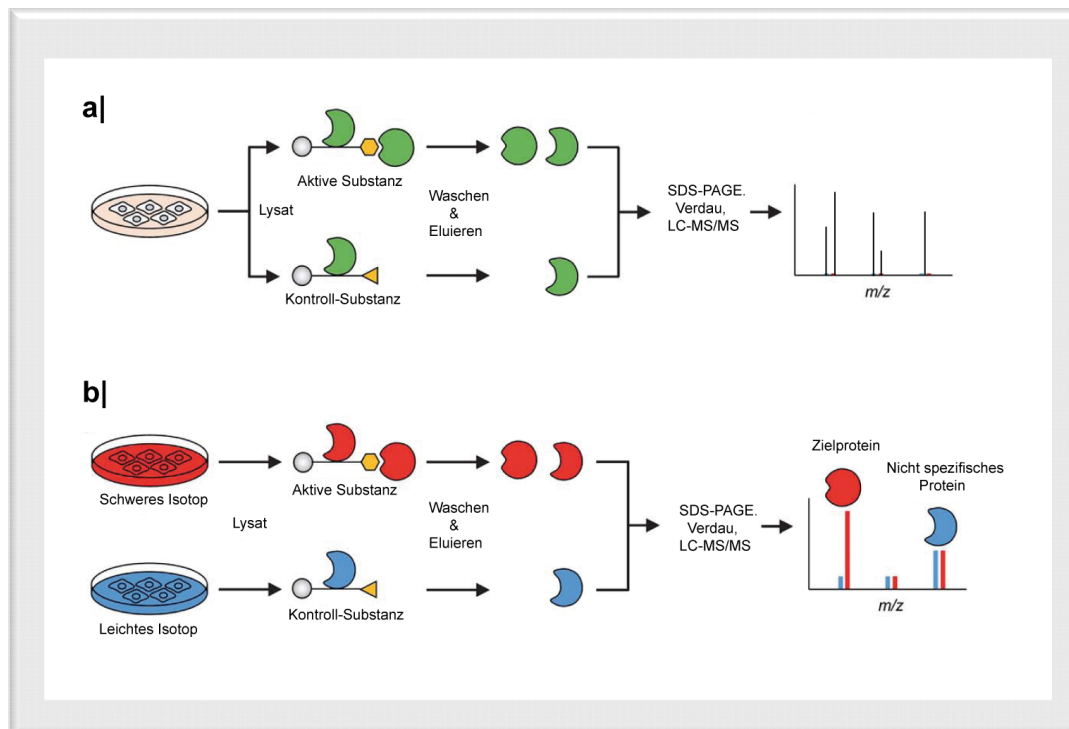 a|
Aktive Substanz
Lysat
Waschen
&
Eluieren
Kontroll-Substanz
SDS-PAGE.
Verdau,
LC-MS/MS
m/z
b|
Schweres Isotop
Aktive Substanz
Lysat
Waschen
&
Eluieren
Leichtes Isotop
Kontroll-Substanz
SDS-PAGE.
Verdau,
LC-MS/MS
Zielprotein
Nicht spezifisches
Protein
m/z